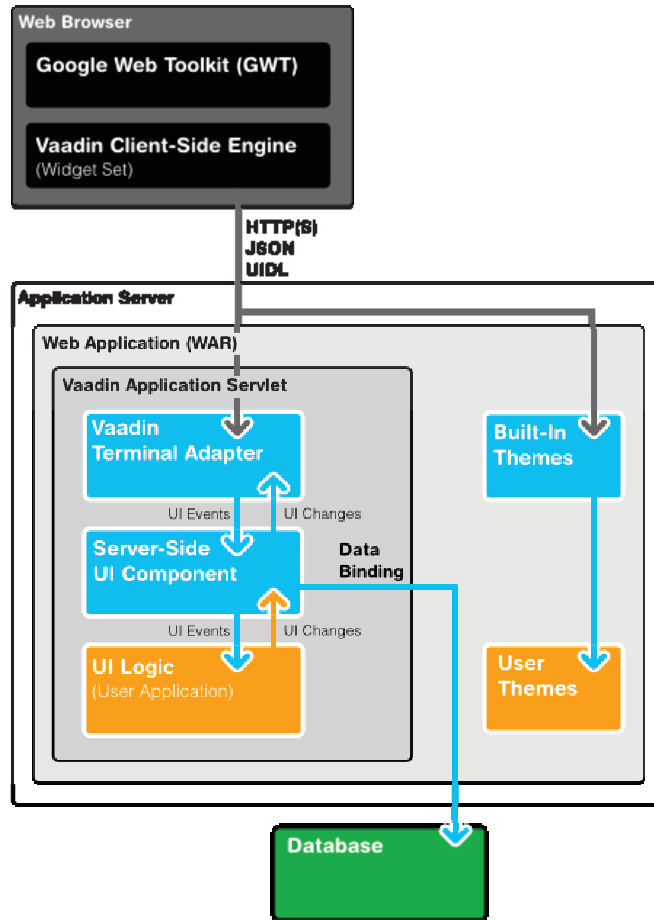 Web Browser
Google Web Toolkit (GWT)
Vaadin Client-Side Engine
(Widget Set)
HTTP(S)
JSON
UIDL
Application Server
Web Application (WAR)
Vaadin Application Servlet
Vaadin
Terminal Adapter
Built-In
Themes
UI Events
UI Changes
Server-Side
UI Component
Data
Binding
UI Events
UI Changes
UI Logic
(User Application)
User
Themes
Database